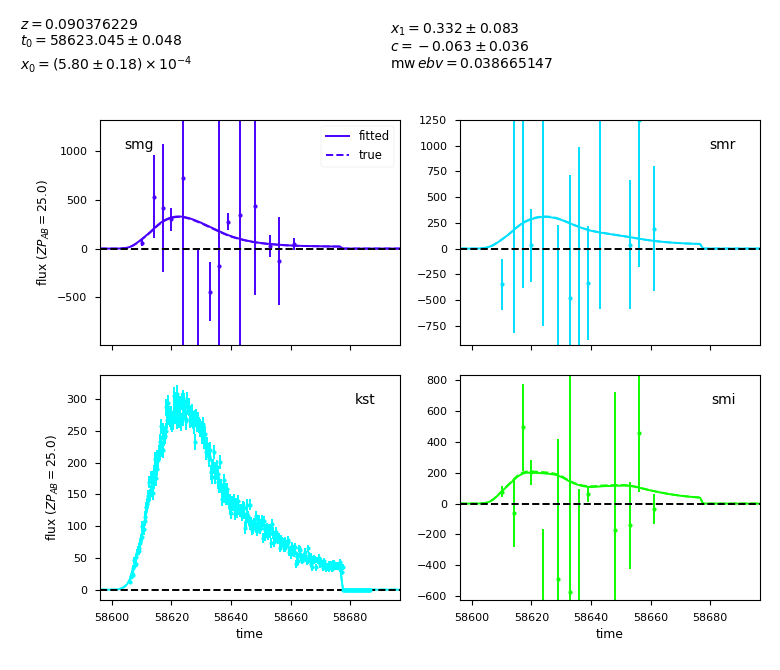 z = 0.090376229
t₀ = 58623.045 ± 0.048
x₀ = (5.80 ± 0.18) × 10⁻⁴
x₁ = 0.332 ± 0.083
c = −0.063 ± 0.036
mw ebv = 0.038665147
smg
fitted
true
1000
500
0
−500
flux (ZP_AB = 25.0)
smr
1250
1000
750
500
250
0
−250
−500
−750
kst
300
250
200
150
100
50
0
flux (ZP_AB = 25.0)
58600 58620 58640 58660 58680
time
smi
800
600
400
200
0
−200
−400
−600
58600 58620 58640 58660 58680
time